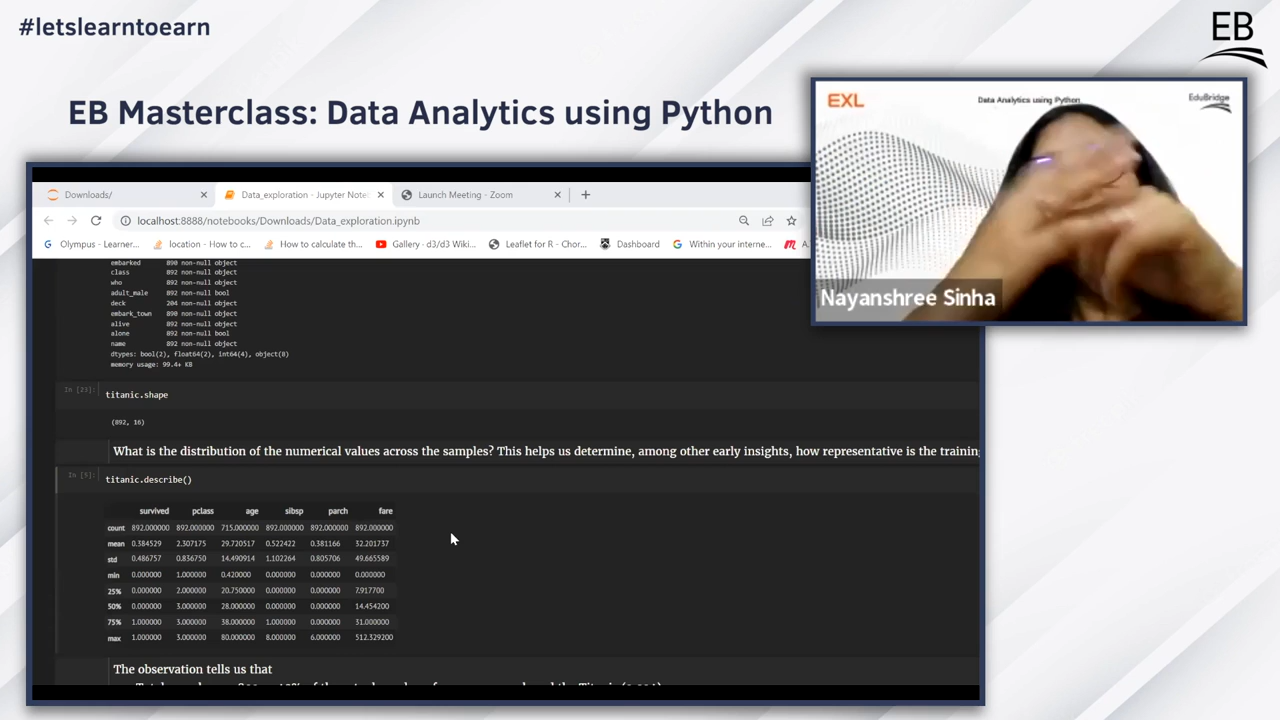 #letslearntoearn
EB
EB Masterclass: Data Analytics using Python
EXL
Data Analytics using Python
EduBridge
Nayanshree Sinha
Downloads/
Data_exploration - Jupyter Note
Launch Meeting - Zoom
localhost:8888/notebooks/Downloads/Data_exploration.ipynb
Olympus - Learner...
location - How to c...
How to calculate th...
Gallery · d3/d3 Wiki...
Leaflet for R - Chor...
Dashboard
Within your interne...
embarked 890 non-null object
class 892 non-null object
who 892 non-null object
adult_male 892 non-null bool
deck 204 non-null object
embark_town 890 non-null object
alive 892 non-null object
alone 892 non-null bool
name 892 non-null object
dtypes: bool(2), float64(2), int64(4), object(8)
memory usage: 99.4+ KB
In [23]: titanic.shape
(892, 16)
What is the distribution of the numerical values across the samples? This helps us determine, among other early insights, how representative is the training
In [5]: titanic.describe()
survived pclass age sibsp parch fare
count 892.000000 892.000000 715.000000 892.000000 892.000000 892.000000
mean 0.384529 2.307175 29.720517 0.522422 0.381166 32.201737
std 0.486757 0.836750 14.490914 1.102264 0.805706 49.665589
min 0.000000 1.000000 0.420000 0.000000 0.000000 0.000000
25% 0.000000 2.000000 20.750000 0.000000 0.000000 7.917700
50% 0.000000 3.000000 28.000000 0.000000 0.000000 14.454200
75% 1.000000 3.000000 38.000000 1.000000 0.000000 31.000000
max 1.000000 3.000000 80.000000 8.000000 6.000000 512.329200
The observation tells us that